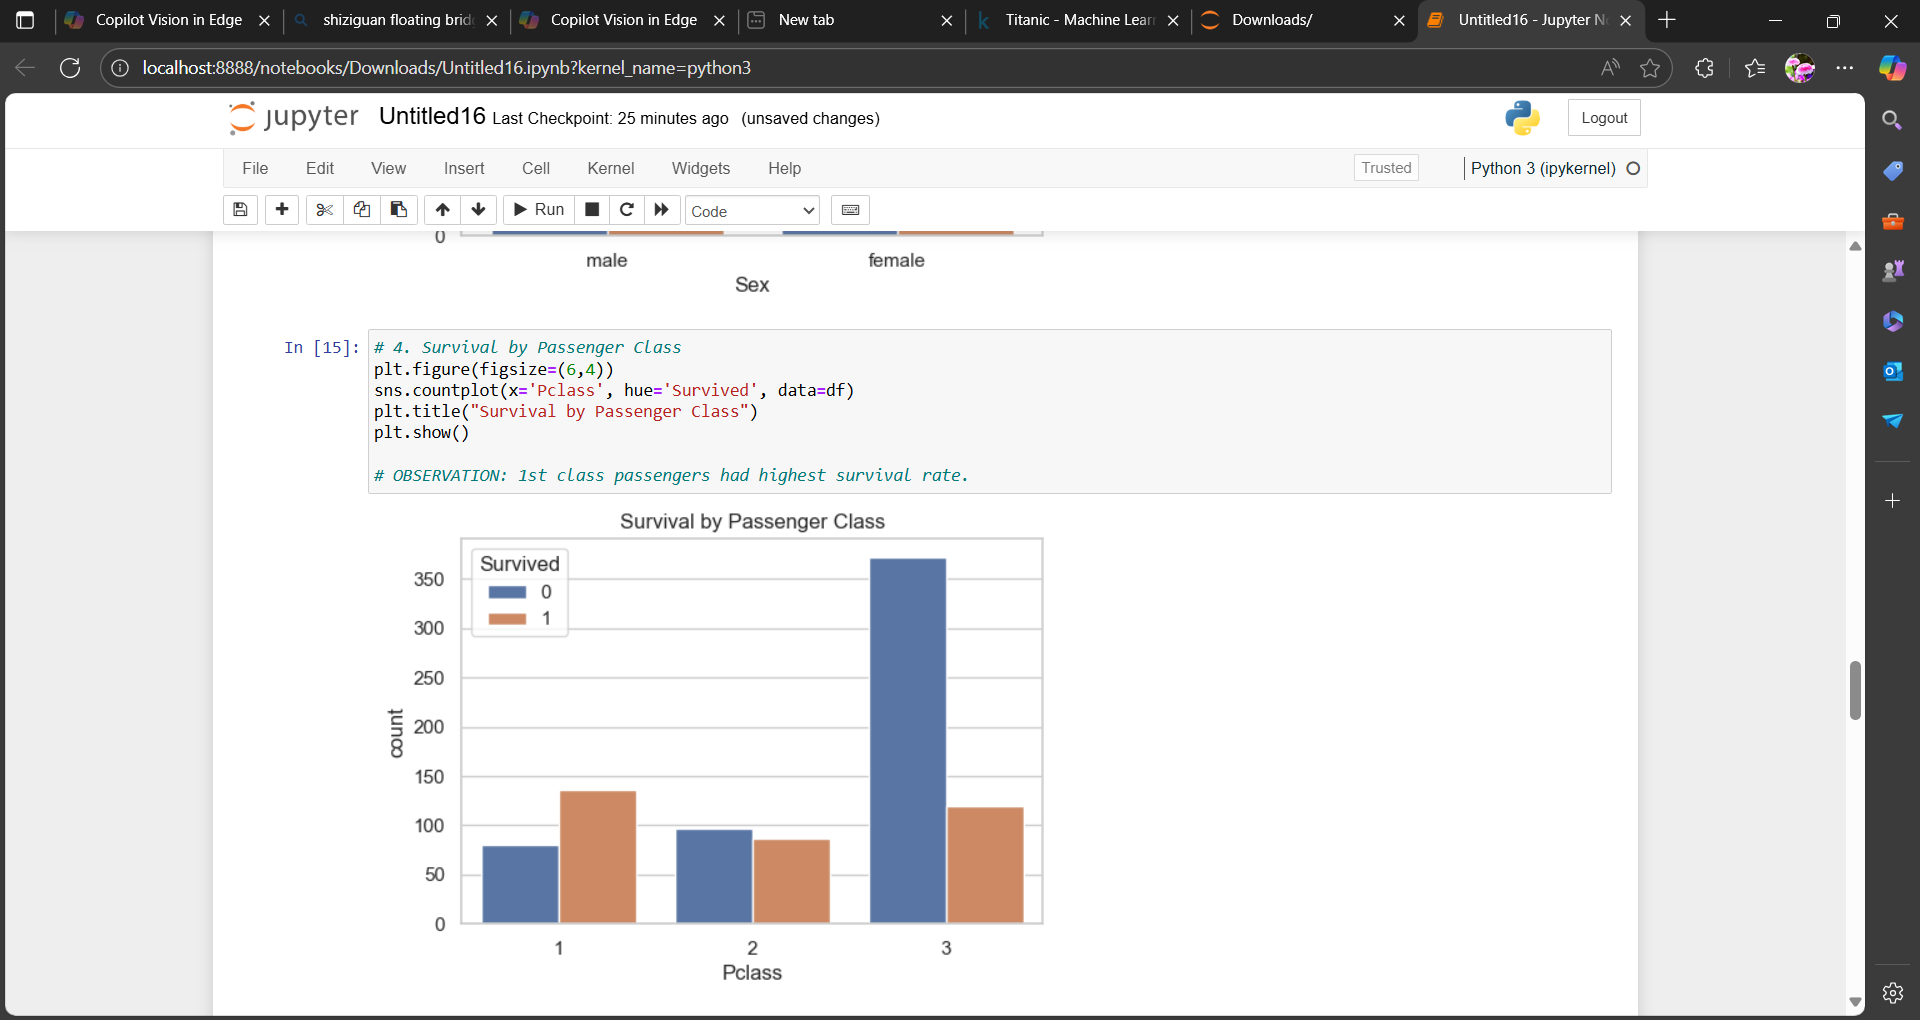 Copilot Vision in Edge
shiziguan floating brid
Copilot Vision in Edge
New tab
Titanic - Machine Lear
Downloads/
Untitled16 - Jupyter N
localhost:8888/notebooks/Downloads/Untitled16.ipynb?kernel_name=python3
jupyter Untitled16 Last Checkpoint: 25 minutes ago (unsaved changes)
Logout
File Edit View Insert Cell Kernel Widgets Help
Trusted Python 3 (ipykernel)
Run Code
0
male female
Sex
In [15]:
# 4. Survival by Passenger Class
plt.figure(figsize=(6,4))
sns.countplot(x='Pclass', hue='Survived', data=df)
plt.title("Survival by Passenger Class")
plt.show()
# OBSERVATION: 1st class passengers had highest survival rate.
Survival by Passenger Class
Survived
0
1
350
300
250
200
150
100
50
0
count
1 2 3
Pclass